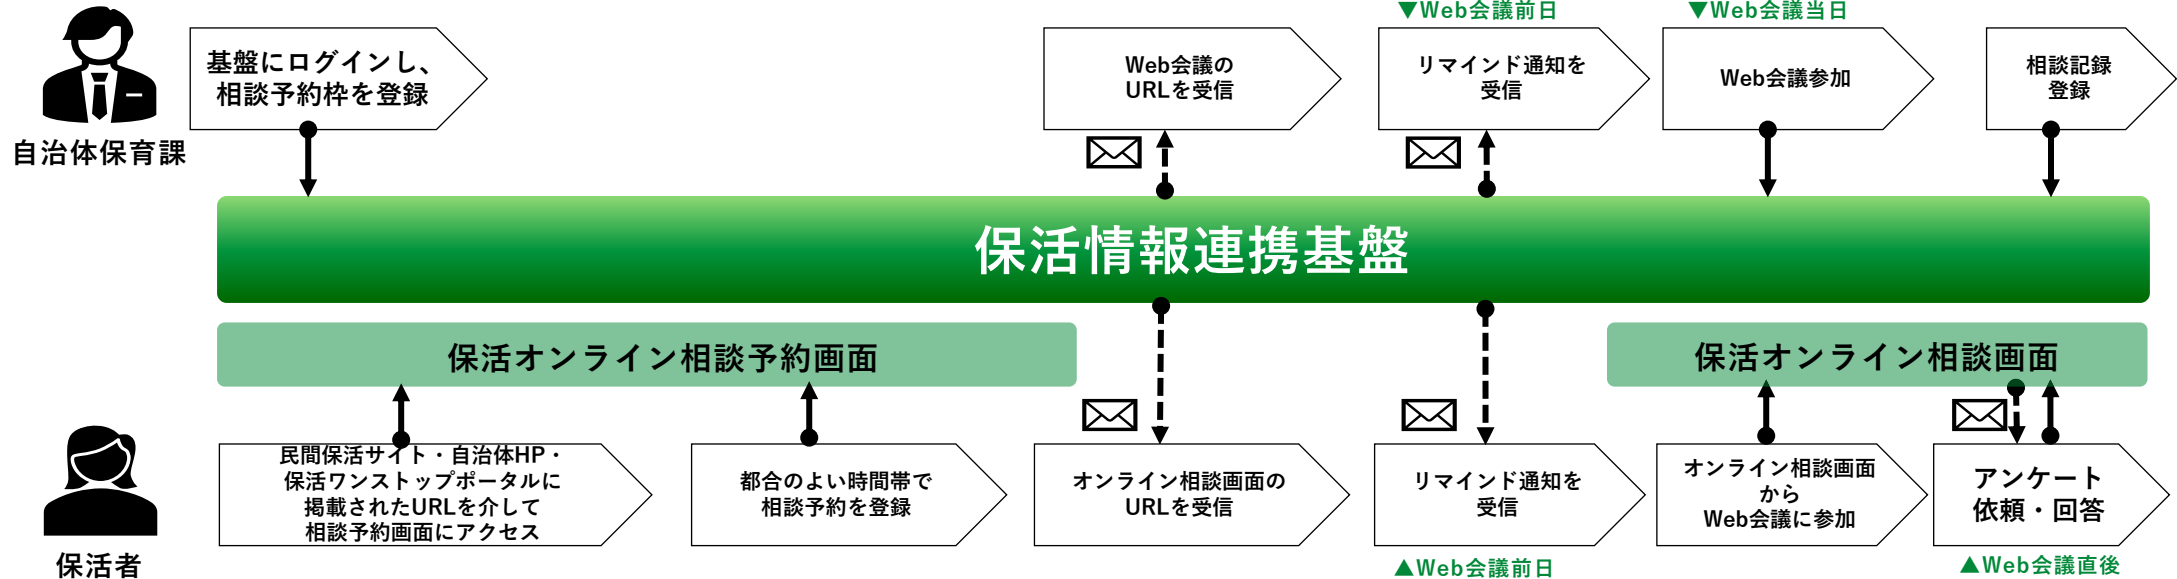 ▼Web会議前日
▼Web会議当日
基盤にログインし、
相談予約枠を登録
Web会議の
URLを受信
リマインド通知を
受信
Web会議参加
相談記録
登録
自治体保育課
保活情報連携基盤
保活オンライン相談予約画面
保活オンライン相談画面
民間保活サイト・自治体HP・
保活ワンストップポータルに
掲載されたURLを介して
相談予約画面にアクセス
都合のよい時間帯で
相談予約を登録
オンライン相談画面の
URLを受信
リマインド通知を
受信
オンライン相談画面
から
Web会議に参加
アンケート
依頼・回答
保活者
▲Web会議前日
▲Web会議直後